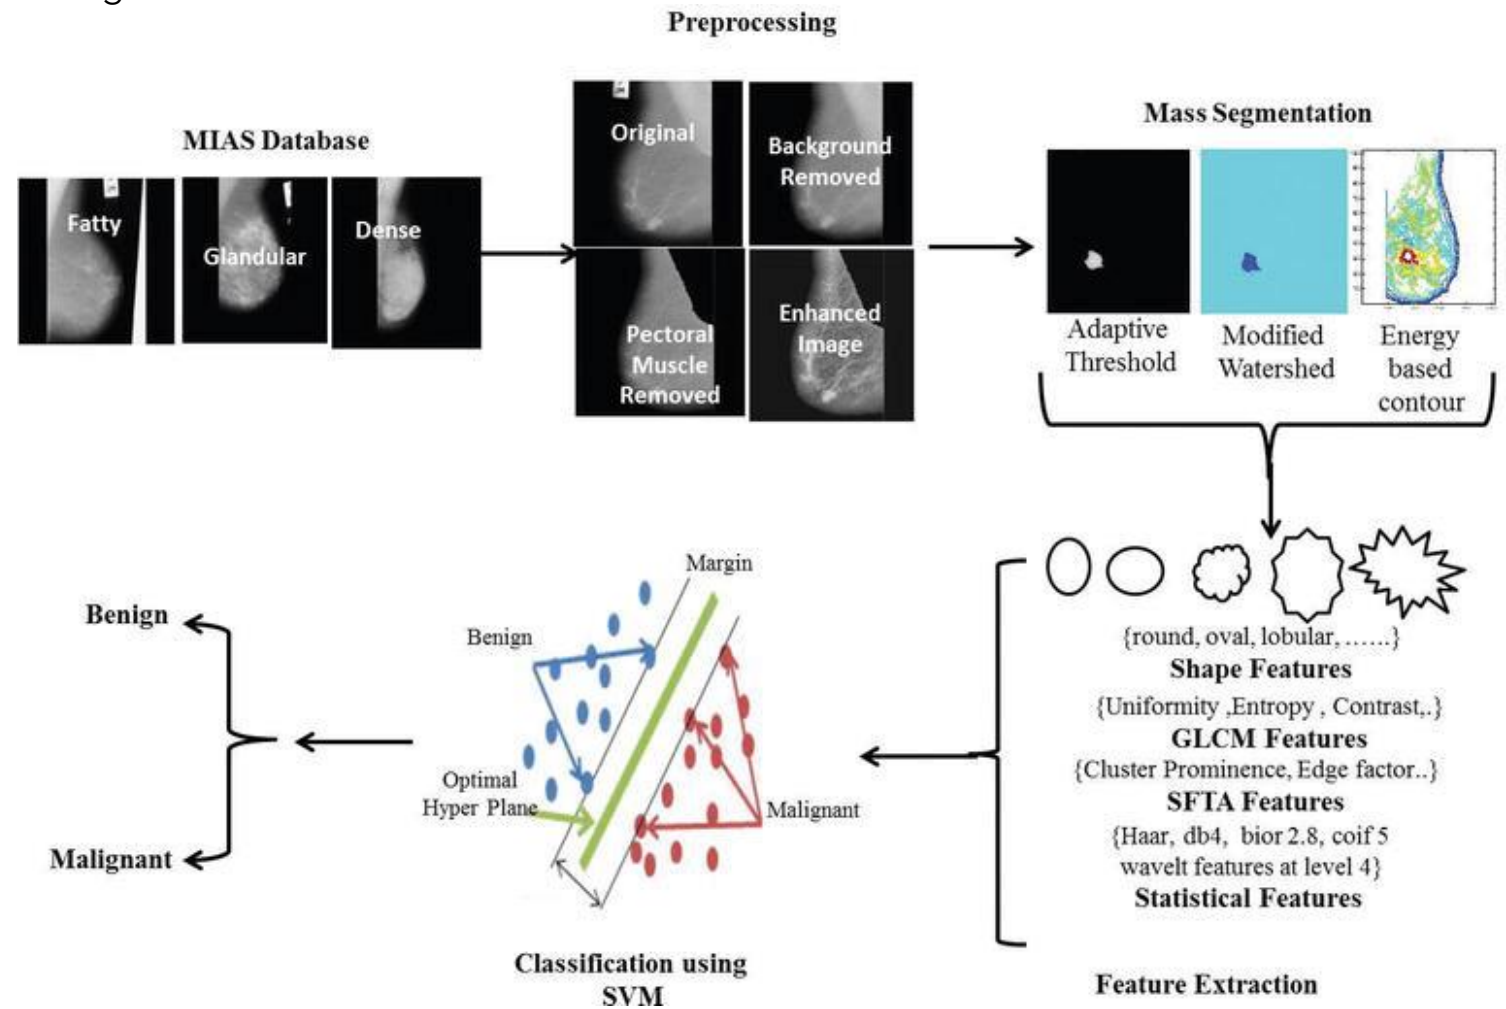 Preprocessing
MIAS Database
Fatty
Glandular
Dense
Original
Background
Removed
Pectoral
Muscle
Removed
Enhanced
Image
Mass Segmentation
Adaptive
Threshold
Modified
Watershed
Energy
based
contour
{round, oval, lobular, ......}
Shape Features
{Uniformity ,Entropy , Contrast,.}
GLCM Features
{Cluster Prominence, Edge factor..}
SFTA Features
{Haar, db4, bior 2.8, coif 5
wavelt features at level 4}
Statistical Features
Feature Extraction
Margin
Benign
Optimal
Hyper Plane
Malignant
Classification using
SVM
Benign
Malignant